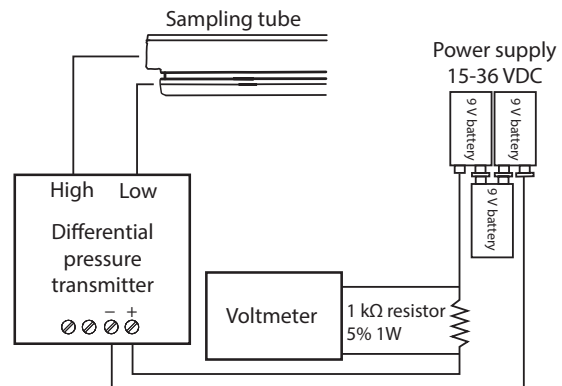 Sampling tube
Power supply
15-36 VDC
9 V battery
9 V battery
9 V battery
High Low
Differential
pressure
transmitter
− +
Voltmeter
1 kΩ resistor
5% 1W